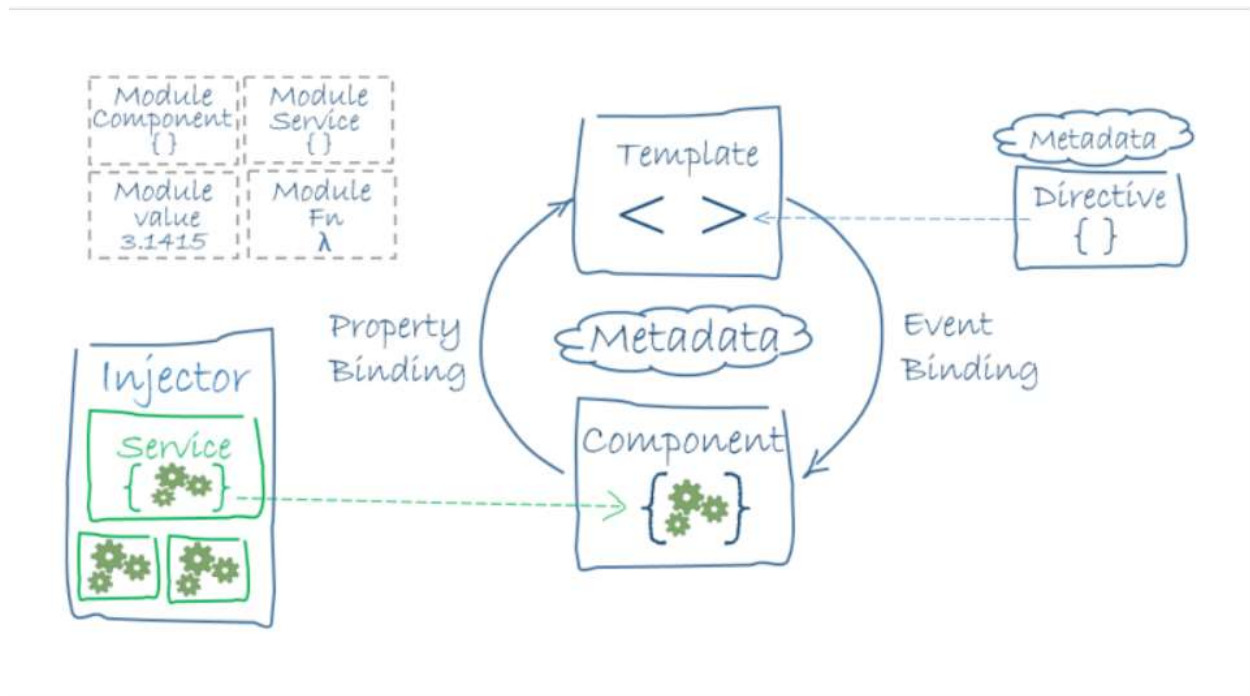 Module
Component
{ }
Module
Service
{ }
Module
value
3.1415
Module
Fn
λ
Template
< >
Metadata
Directive
{ }
Property
Binding
Metadata
Event
Binding
Injector
Service
{ }
Component
{ }